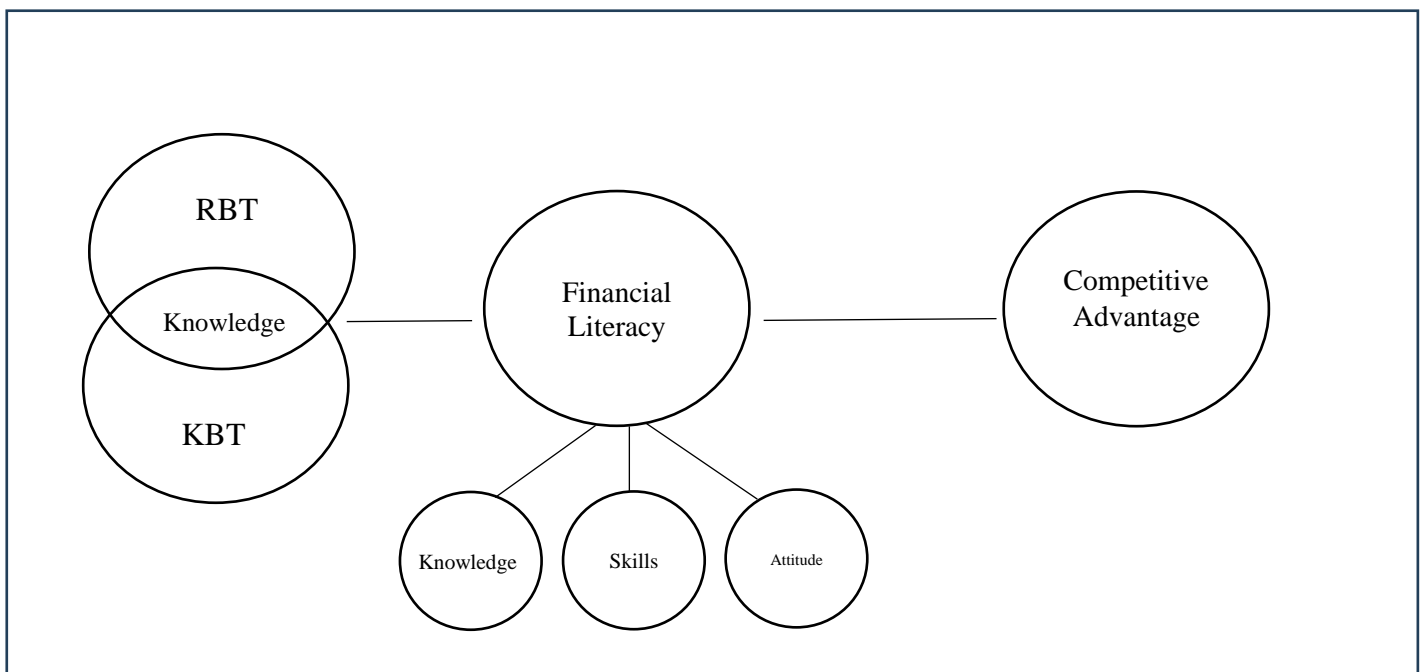 RBT
Knowledge
KBT
Financial
Literacy
Competitive
Advantage
Knowledge
Skills
Attitude